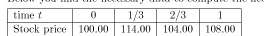 Below you find the necessary data to compute the
time t 0 1/3 2/3 1
Stock price 100.00 114.00 104.00 108.00